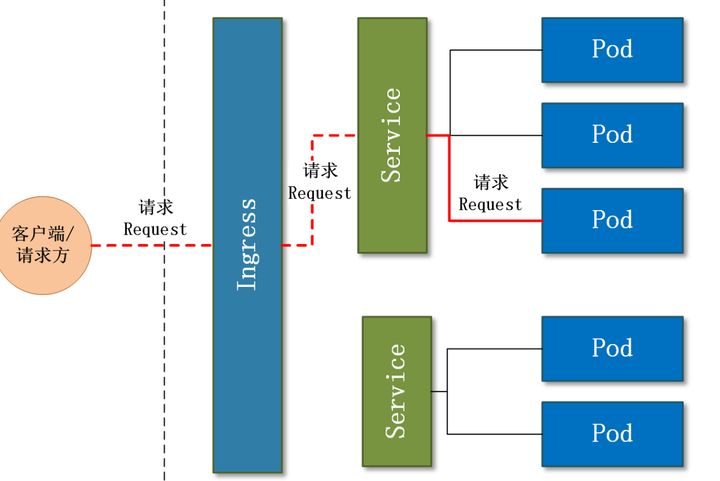 客户端/
请求方
请求
Request
Ingress
请求
Request
Service
请求
Request
Pod
Pod
Pod
Service
Pod
Pod